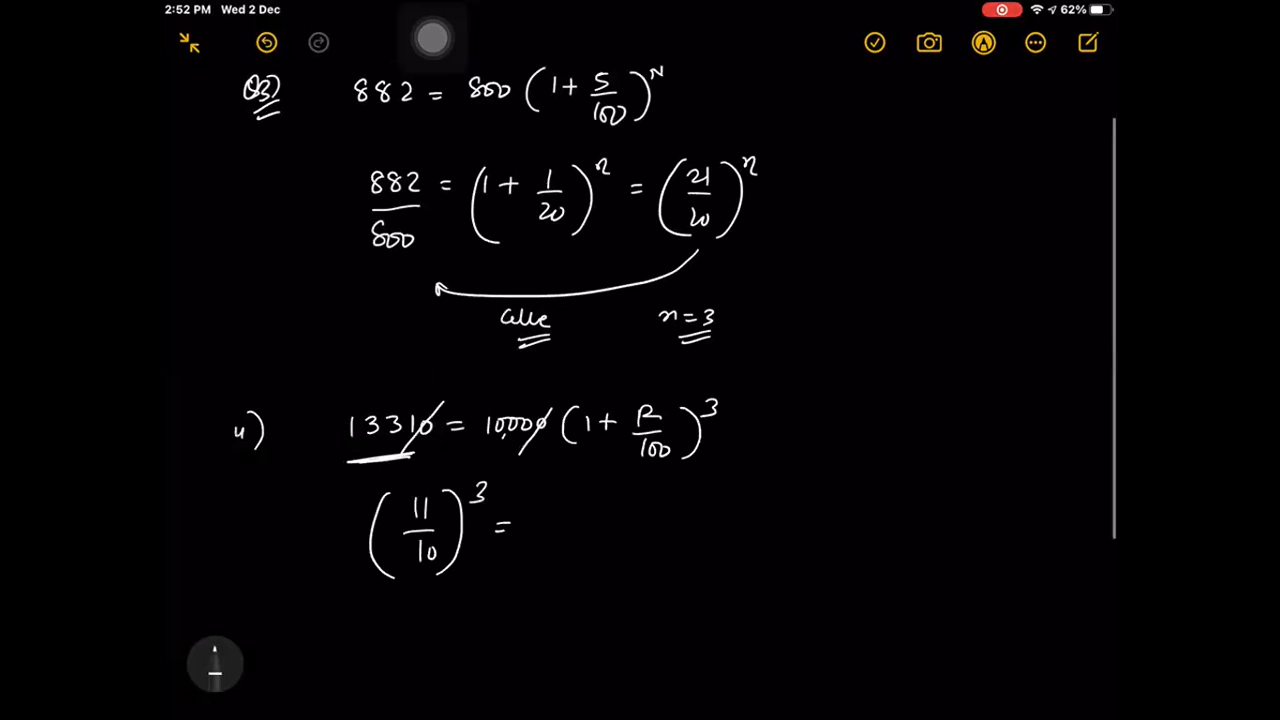 2:52 PM Wed 2 Dec 62%
Q3) 882 = 800 (1 + 5/100)^n
882/800 = (1 + 1/20)^n = (21/20)^n
n = 3
4) 13310 = 10,000 (1 + R/100)^3
(11/10)^3 =